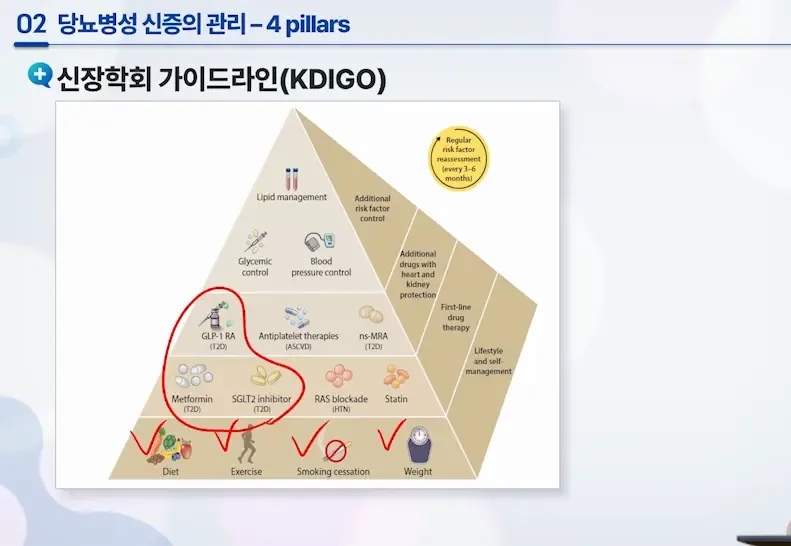 02 당뇨병성 신증의 관리 – 4 pillars
신장학회 가이드라인(KDIGO)
Regular
risk factor
reassessment
(every 3–6
months)
Lipid management
Additional
risk factor
control
Glycemic
control
Blood
pressure control
Additional
drugs with
heart and
kidney
protection
GLP-1 RA
(T2D)
Antiplatelet therapies
(ASCVD)
ns-MRA
(T2D)
First-line
drug
therapy
Metformin
(T2D)
SGLT2 inhibitor
(T2D)
RAS blockade
(HTN)
Statin
Lifestyle
and self-
management
Diet
Exercise
Smoking cessation
Weight